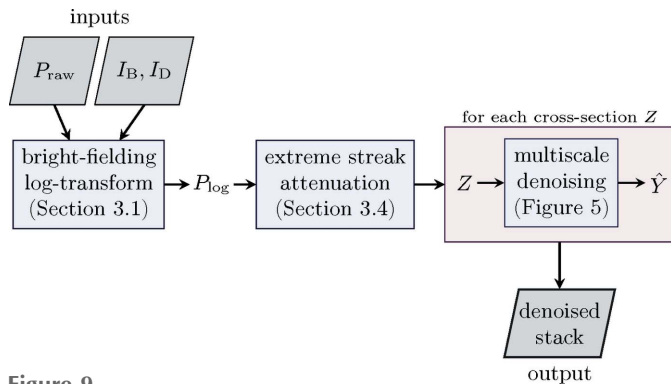 inputs
P_raw
I_B, I_D
bright-fielding
log-transform
(Section 3.1)
P_log
extreme streak
attenuation
(Section 3.4)
for each cross-section Z
Z
multiscale
denoising
(Figure 5)
Ŷ
denoised
stack
output
Figure 9